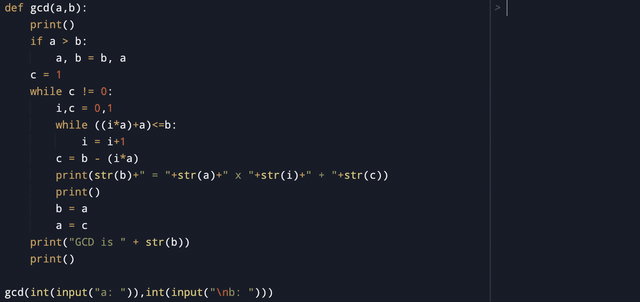 def gcd(a,b):
    print()
    if a > b:
        a, b = b, a
    c = 1
    while c != 0:
        i,c = 0,1
        while ((i*a)+a)<=b:
            i = i+1
        c = b - (i*a)
        print(str(b)+" = "+str(a)+" x "+str(i)+" + "+str(c))
        print()
        b = a
        a = c
    print("GCD is " + str(b))
    print()

gcd(int(input("a: ")),int(input("\nb: ")))
>